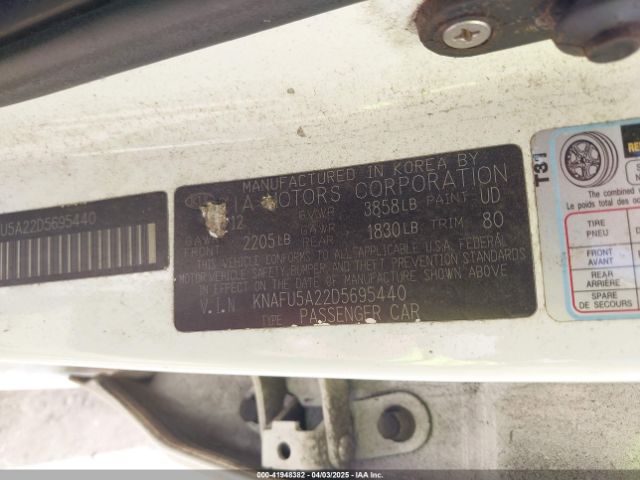 MANUFACTURED IN KOREA BY
KIA MOTORS CORPORATION
12 GVWR 3858LB PAINT UD
GAWR FRONT 2205LB GAWR REAR 1830LB TRIM 80
THIS VEHICLE CONFORMS TO ALL APPLICABLE U.S.A. FEDERAL
MOTOR VEHICLE SAFETY, BUMPER, AND THEFT PREVENTION STANDARDS
IN EFFECT ON THE DATE OF MANUFACTURE SHOWN ABOVE.
V.I.N KNAFU5A22D5695440
TYPE PASSENGER CAR
U5A22D5695440
T31
The combined
Le poids total des oc
TIRE
PNEU
FRONT
AVANT
REAR
ARRIÈRE
SPARE
DE SECOURS
000-41948382 - 04/03/2025 - IAA Inc.